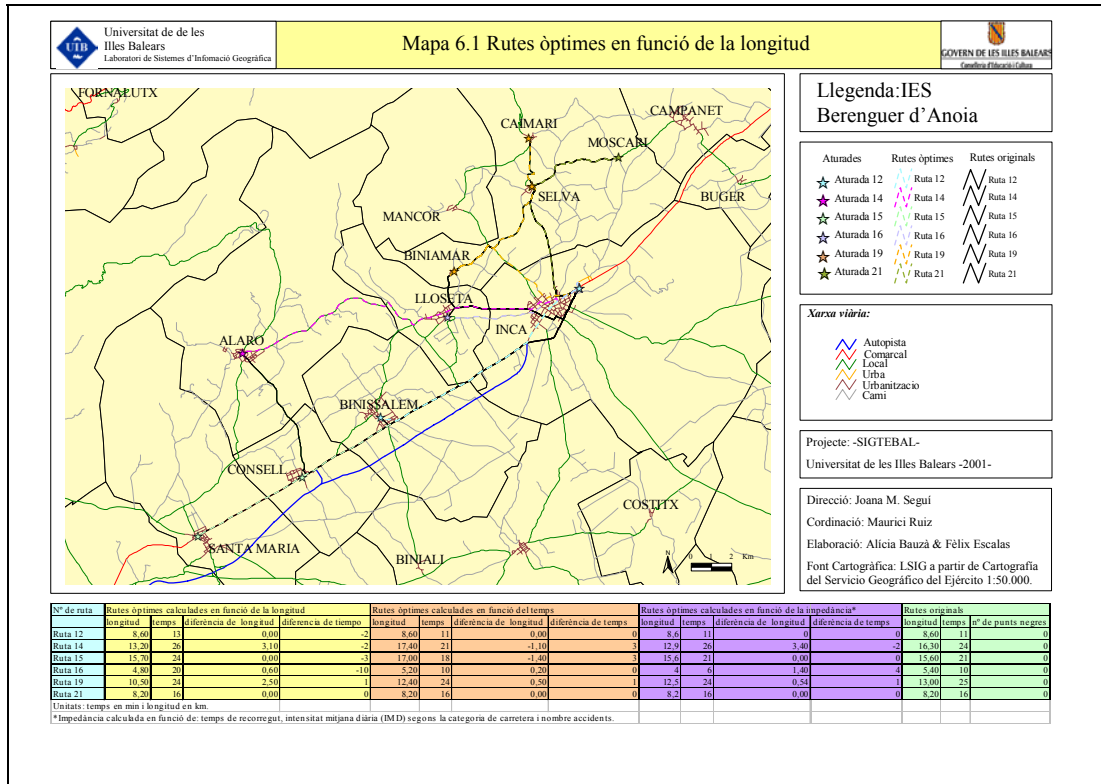 UIB
Universitat de de les
Illes Balears
Laboratori de Sistemes d'Infomació Geogràfica
Mapa 6.1 Rutes òptimes en funció de la longitud
GOVERN DE LES ILLES BALEARS
Conselleria d'Educació i Cultura
FORNALUTX
CAIMARI
CAMPANET
MOSCARI
SELVA
BUGER
MANCOR
BINIAMAR
LLOSETA
INCA
ALARO
BINISSALEM
CONSELL
COSTITX
SANTA MARIA
BINIALI
N
0 1 2 Km
Llegenda:IES
Berenguer d'Anoia
Aturades Rutes òptimes Rutes originals
Aturada 12 Ruta 12 Ruta 12
Aturada 14 Ruta 14 Ruta 14
Aturada 15 Ruta 15 Ruta 15
Aturada 16 Ruta 16 Ruta 16
Aturada 19 Ruta 19 Ruta 19
Aturada 21 Ruta 21 Ruta 21
Xarxa viària:
Autopista
Comarcal
Local
Urba
Urbanitzacio
Cami
Projecte: -SIGTEBAL-
Universitat de les Illes Balears -2001-
Direcció: Joana M. Seguí
Cordinació: Maurici Ruiz
Elaboració: Alícia Bauzà & Fèlix Escalas
Font Cartogràfica: LSIG a partir de Cartografía
del Servicio Geográfico del Ejército 1:50.000.
Nº de ruta Rutes òptimes calculades en funció de la longitud Rutes òptimes calculades en funció del temps Rutes òptimes calculades en funció de la impedància* Rutes originals
longitud temps diferència de longitud diferencia de tiempo longitud temps diferència de longitud diferència de temps longitud temps diferència de longitud diferència de temps longitud temps nº de punts negres
Ruta 12 8,60 13 0,00 -2 8,60 11 0,00 0 8,6 11 0 0 8,60 11 0
Ruta 14 13,20 26 3,10 -2 17,40 21 -1,10 3 12,9 26 3,40 -2 16,30 24 0
Ruta 15 15,70 24 0,00 -3 17,00 18 -1,40 3 15,6 21 0,00 0 15,60 21 0
Ruta 16 4,80 20 0,60 -10 5,20 10 0,20 0 4 6 1,40 4 5,40 10 0
Ruta 19 10,50 24 2,50 1 12,40 24 0,50 1 12,5 24 0,54 1 13,00 25 0
Ruta 21 8,20 16 0,00 0 8,20 16 0,00 0 8,2 16 0,00 0 8,20 16 0
Unitats: temps en min i longitud en km.
*Impedància calculada en funció de: temps de recorregut, intensitat mitjana diària (IMD) segons la categoria de carretera i nombre accidents.